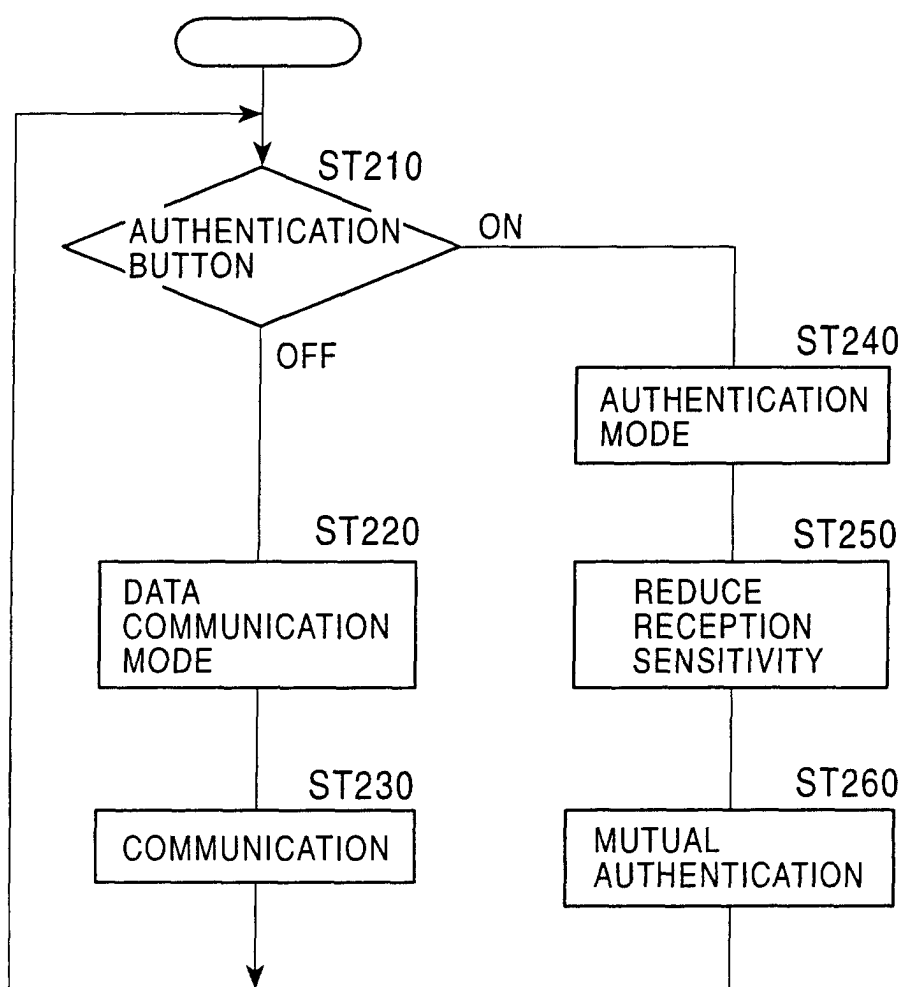 ST210
AUTHENTICATION
BUTTON
ON
OFF
ST240
AUTHENTICATION
MODE
ST220
DATA
COMMUNICATION
MODE
ST250
REDUCE
RECEPTION
SENSITIVITY
ST230
COMMUNICATION
ST260
MUTUAL
AUTHENTICATION